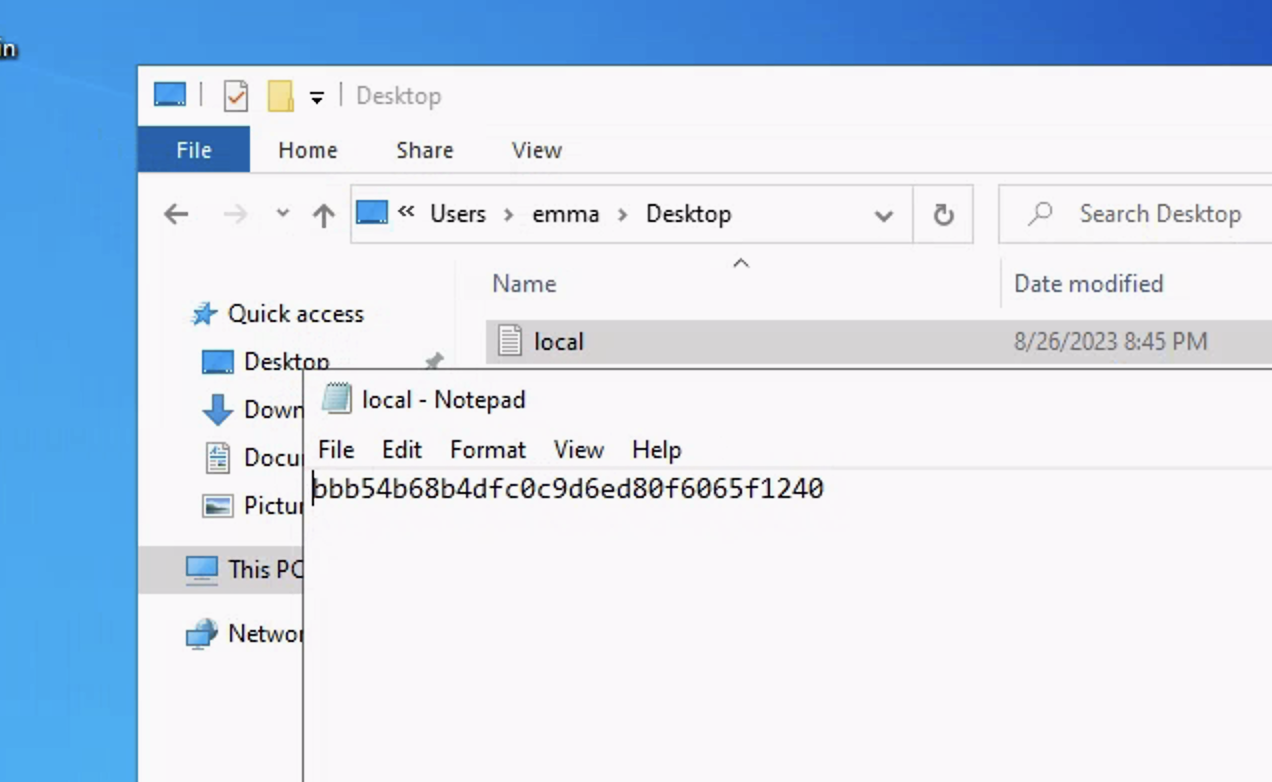 in
Desktop
File Home Share View
« Users > emma > Desktop
Search Desktop
Name Date modified
Quick access
local 8/26/2023 8:45 PM
Desktop
local - Notepad
Down
File Edit Format View Help
Docu
bbb54b68b4dfc0c9d6ed80f6065f1240
Pictu
This PC
Networ